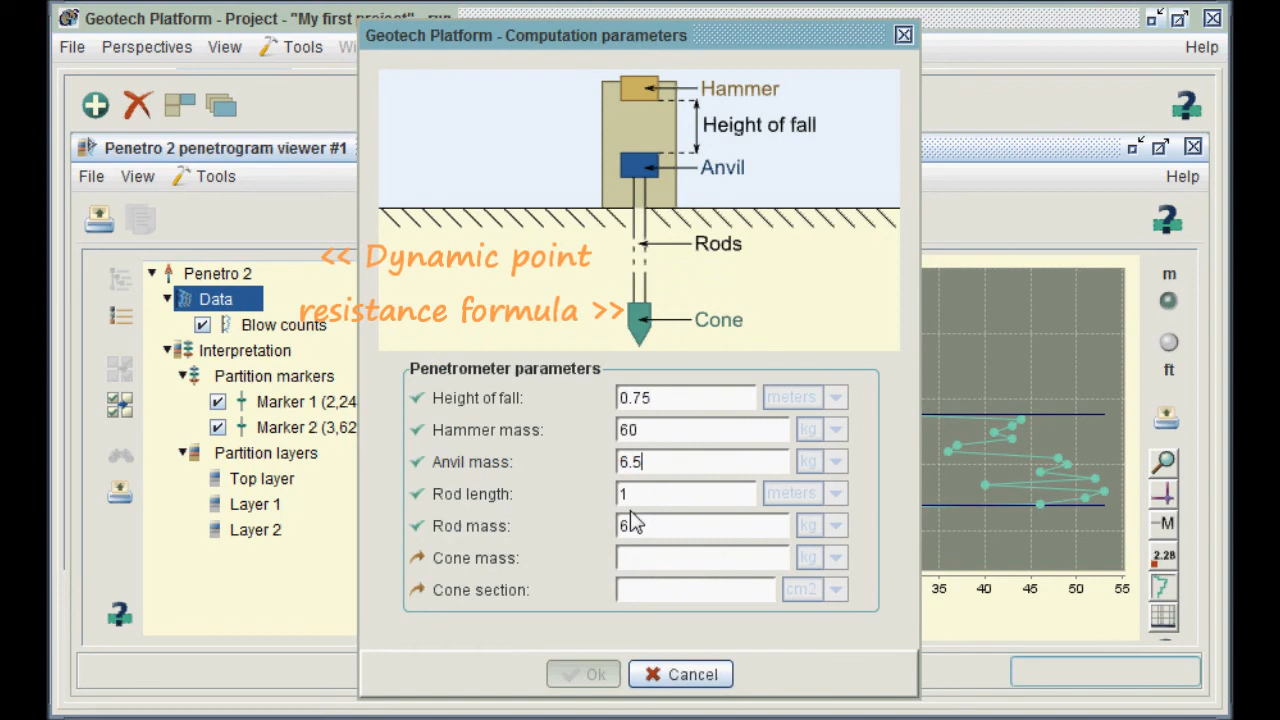 Geotech Platform - Project - "My first project" - run
File Perspectives View Tools Help
Geotech Platform - Computation parameters
Hammer
Height of fall
Anvil
Rods
Cone
<< Dynamic point
resistance formula >>
Penetro 2 penetrogram viewer #1
File View Tools Help
Penetro 2
Data
Blow counts
Interpretation
Partition markers
Marker 1 (2,24
Marker 2 (3,62
Partition layers
Top layer
Layer 1
Layer 2
Penetrometer parameters
Height of fall: 0.75 meters
Hammer mass: 60 kg
Anvil mass: 6.5 kg
Rod length: 1 meters
Rod mass: 6 kg
Cone mass: kg
Cone section: cm2
Ok Cancel
m
ft
M
2.28
35 40 45 50 55